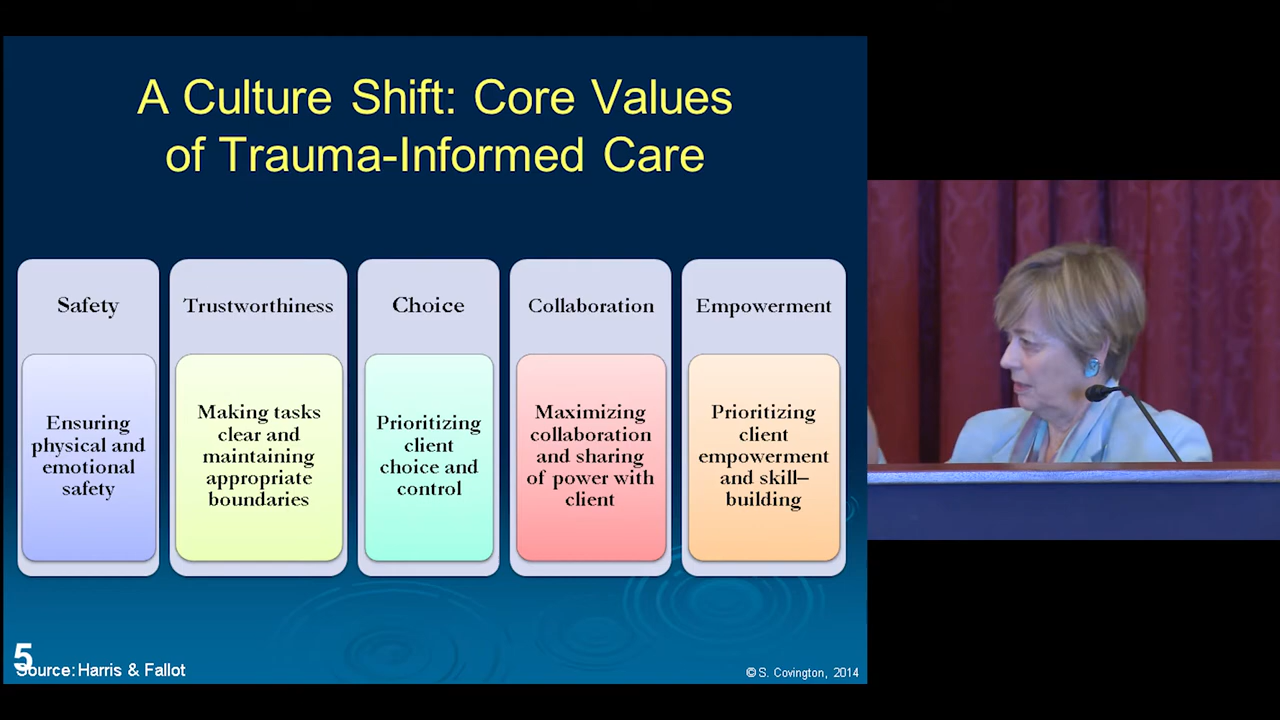 A Culture Shift: Core Values
of Trauma-Informed Care
Safety
Ensuring
physical and
emotional
safety
Trustworthiness
Making tasks
clear and
maintaining
appropriate
boundaries
Choice
Prioritizing
client
choice and
control
Collaboration
Maximizing
collaboration
and sharing
of power with
client
Empowerment
Prioritizing
client
empowerment
and skill–
building
5
Source: Harris & Fallot
© S. Covington, 2014